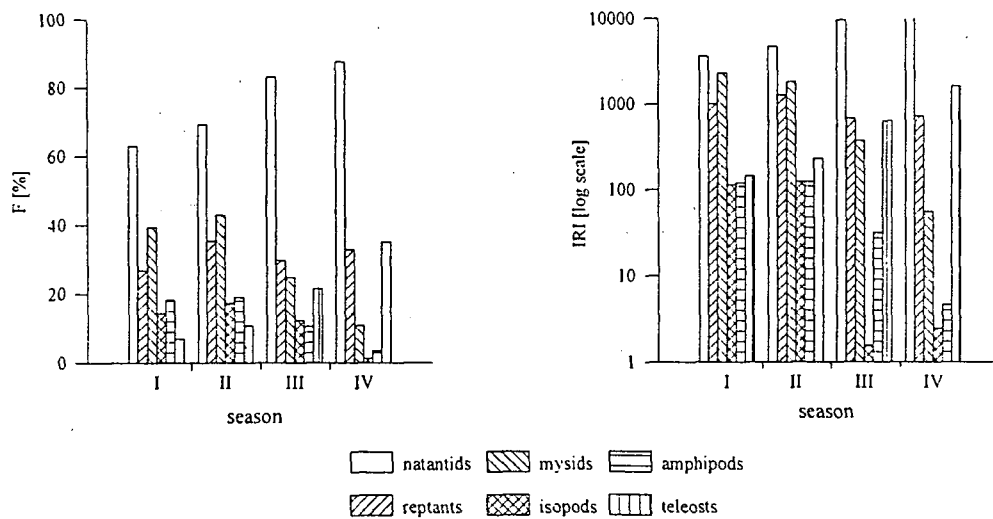 100
80
60
40
20
0
F [%]
I II III IV
season
10000
1000
100
10
1
IRI [log scale]
I II III IV
season
natantids mysids amphipods
reptants isopods teleosts